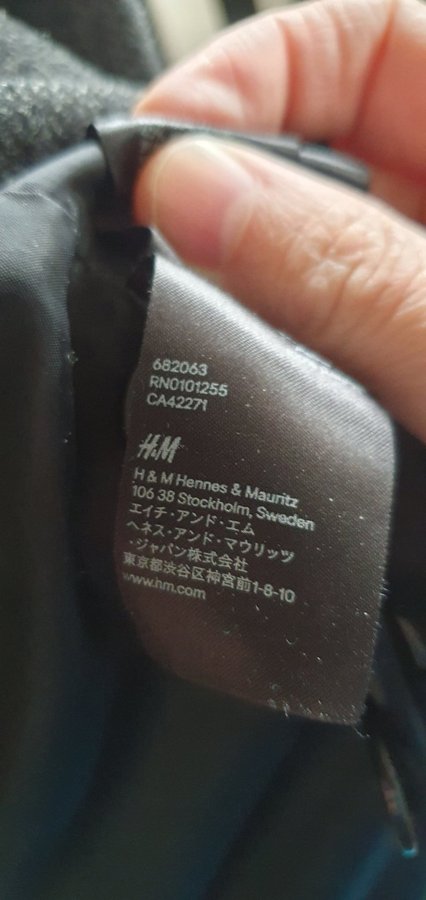 682063
RN0101255
CA42271
H&M
H & M Hennes & Mauritz
106 38 Stockholm, Sweden
エイチ・アンド・エム
ヘネス・アンド・マウリッツ
・ジャパン株式会社
東京都渋谷区神宮前1-8-10
www.hm.com